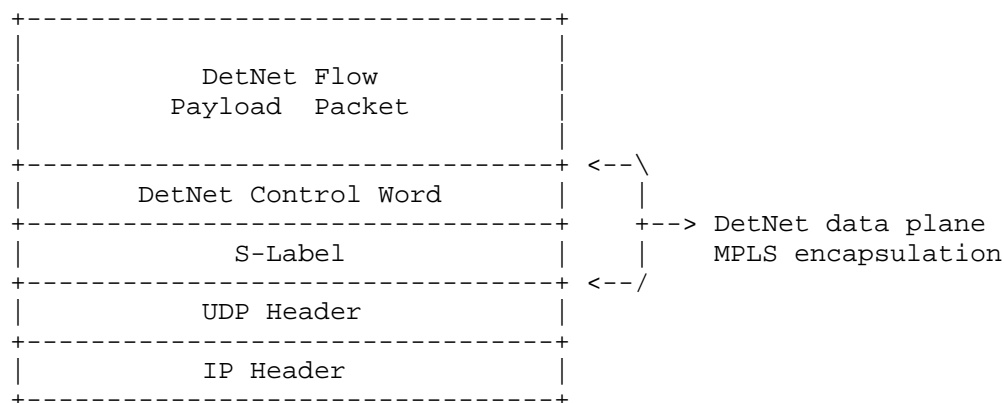 DetNet Flow
Payload Packet
DetNet Control Word
S-Label
UDP Header
IP Header
DetNet data plane
MPLS encapsulation